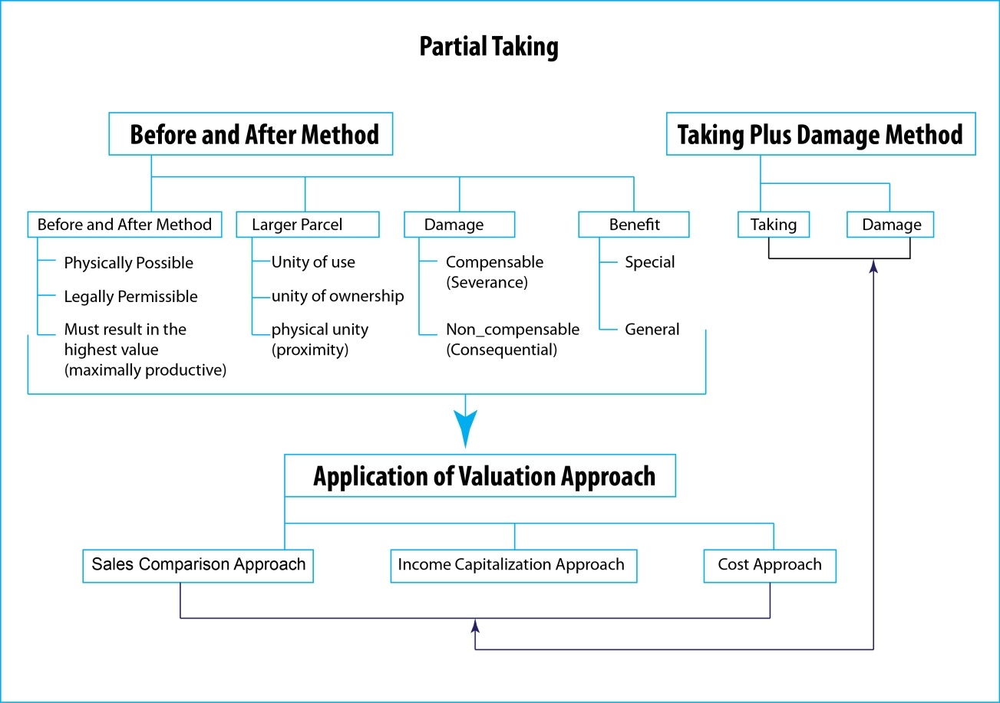 Partial Taking
Before and After Method
Taking Plus Damage Method
Before and After Method
Larger Parcel
Damage
Benefit
Taking
Damage
Physically Possible
Legally Permissible
Must result in the
highest value
(maximally productive)
Unity of use
unity of ownership
physical unity
(proximity)
Compensable
(Severance)
Non_compensable
(Consequential)
Special
General
Application of Valuation Approach
Sales Comparison Approach
Income Capitalization Approach
Cost Approach